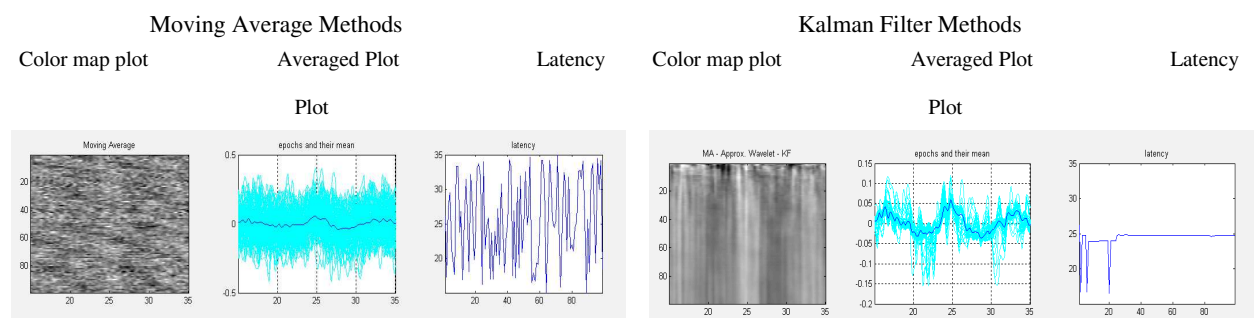 Moving Average Methods
Color map plot Averaged Plot Latency
Plot
Moving Average
20
40
60
80
20 25 30 35
epochs and their mean
0.5
0
-0.5
15 20 25 30 35
latency
35
30
25
20
20 40 60 80
Kalman Filter Methods
Color map plot Averaged Plot Latency
Plot
MA - Approx. Wavelet - KF
20
40
60
80
20 25 30 35
epochs and their mean
0.15
0.1
0.05
0
-0.05
-0.1
-0.15
-0.2
15 20 25 30 35
latency
35
30
25
20
20 40 60 80